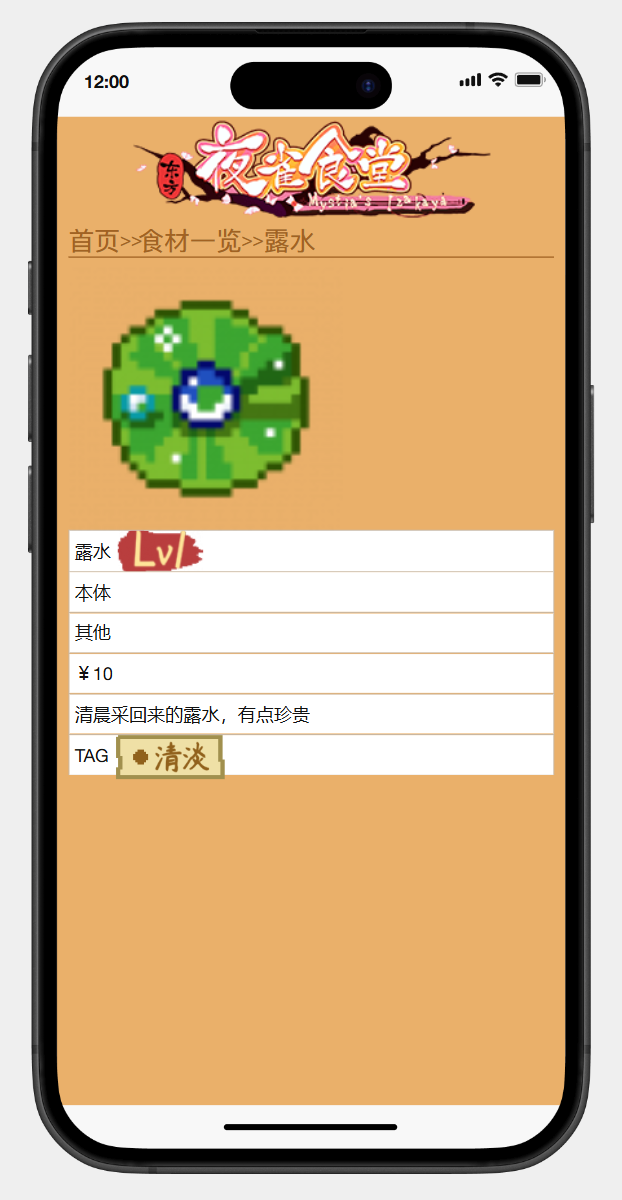 12:00
东方夜雀食堂
Mystia's Izakaya
首页>>食材一览>>露水
露水 Lv1
本体
其他
￥10
清晨采回来的露水，有点珍贵
TAG 清淡